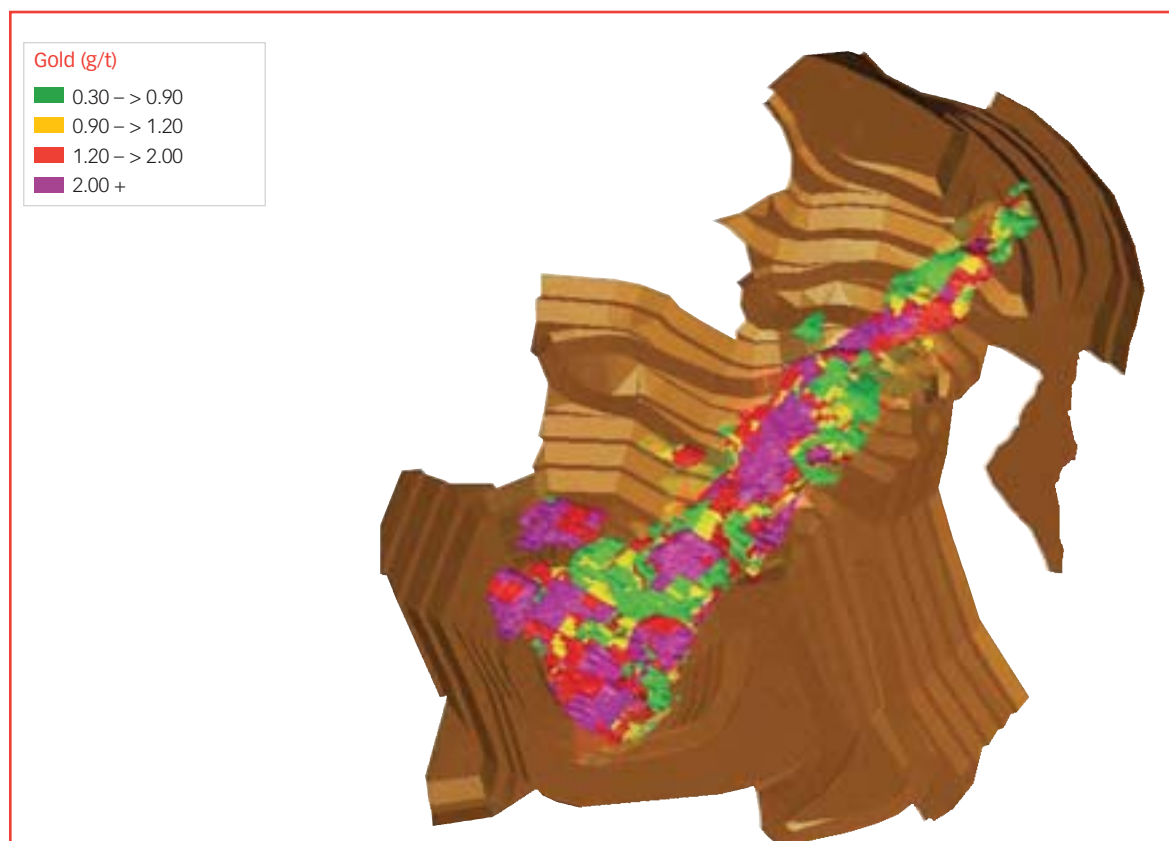 Gold (g/t)
0.30 – > 0.90
0.90 – > 1.20
1.20 – > 2.00
2.00 +